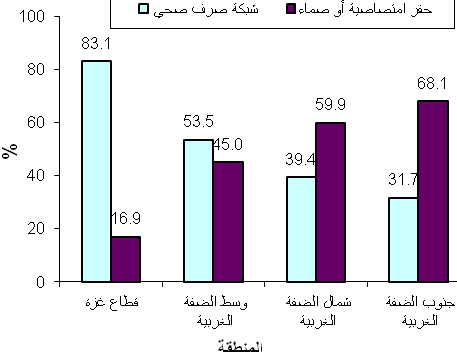 شبكة صرف صحي حفر امتصاصية أو صماء
100
80
60
40
20
0
%
83.1
16.9
53.5
45.0
39.4
59.9
31.7
68.1
قطاع غزة
وسط الضفة
الغربية
شمال الضفة
الغربية
جنوب الضفة
الغربية
المنطقة